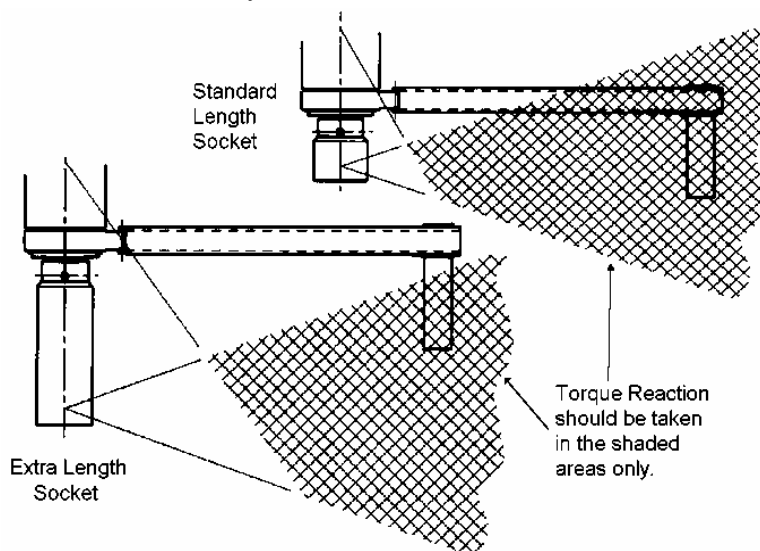 Standard
Length
Socket
Extra Length
Socket
Torque Reaction
should be taken
in the shaded
areas only.